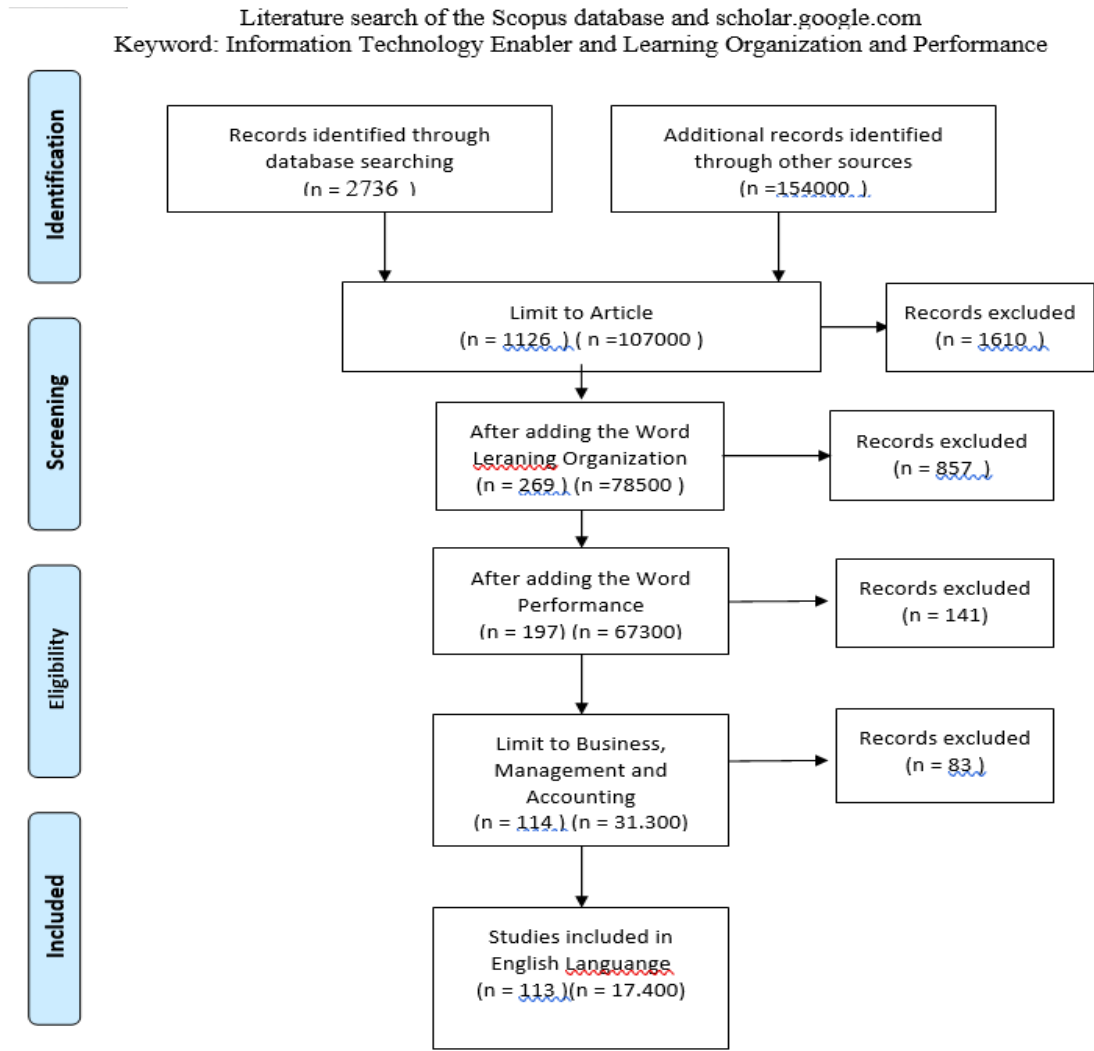 Literature search of the Scopus database and scholar.google.com
Keyword: Information Technology Enabler and Learning Organization and Performance
Identification
Records identified through
database searching
(n = 2736 )
Additional records identified
through other sources
(n =154000 )
Screening
Limit to Article
(n = 1126 ) ( n =107000 )
Records excluded
(n = 1610 )
After adding the Word
Leraning Organization
(n = 269 ) (n =78500 )
Records excluded
(n = 857 )
Eligibility
After adding the Word
Performance
(n = 197) (n = 67300)
Records excluded
(n = 141)
Limit to Business,
Management and
Accounting
(n = 114 ) (n = 31.300)
Records excluded
(n = 83 )
Included
Studies included in
English Languange
(n = 113 )(n = 17.400)